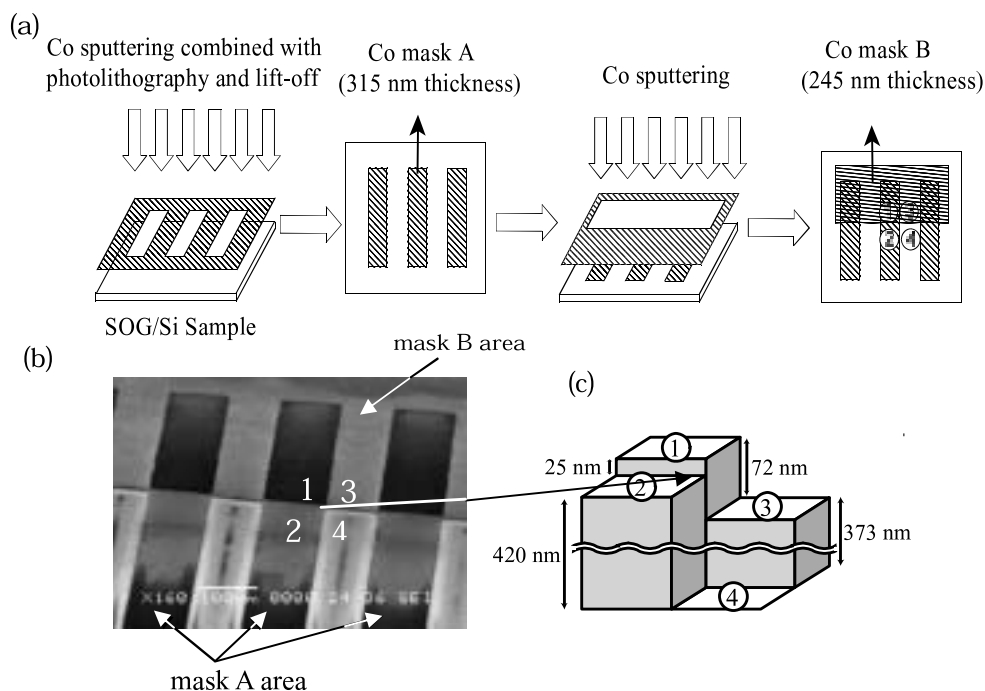 (a)
Co sputtering combined with
photolithography and lift-off
Co mask A
(315 nm thickness)
Co sputtering
Co mask B
(245 nm thickness)
SOG/Si Sample
(b)
mask B area
1 3
2 4
X160
mask A area
(c)
1
25 nm
72 nm
2
3
420 nm
373 nm
4